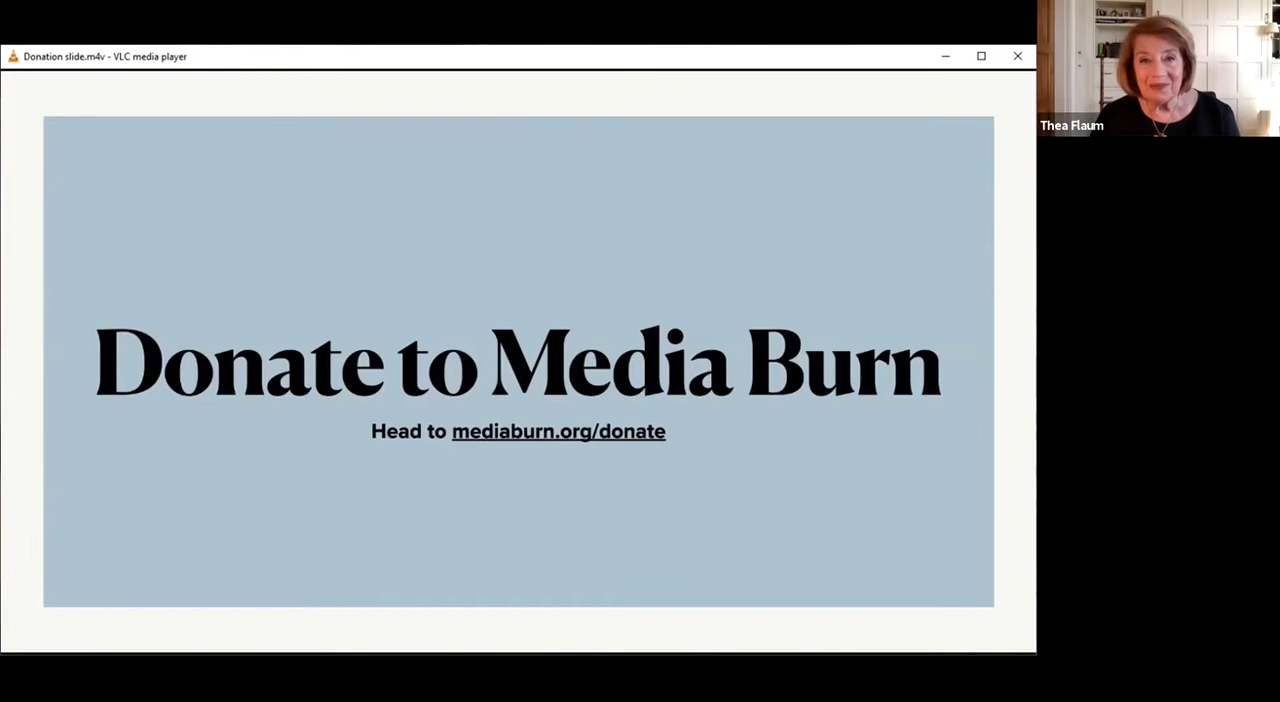 Donation slide.m4v - VLC media player
Thea Flaum
Donate to Media Burn
Head to mediaburn.org/donate